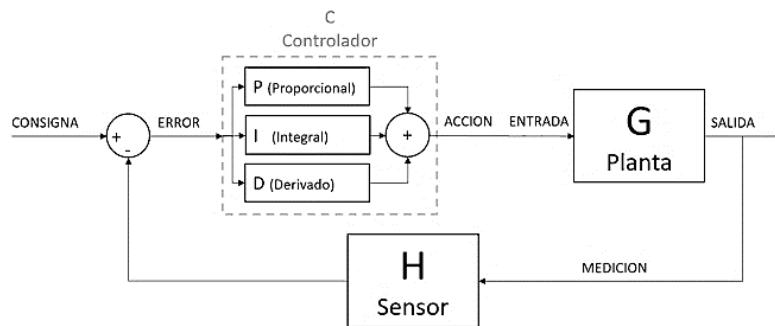 C
Controlador
P (Proporcional)
CONSIGNA
+
-
ERROR
I (Integral)
+
ACCION
ENTRADA
G
Planta
SALIDA
D (Derivado)
H
Sensor
MEDICION